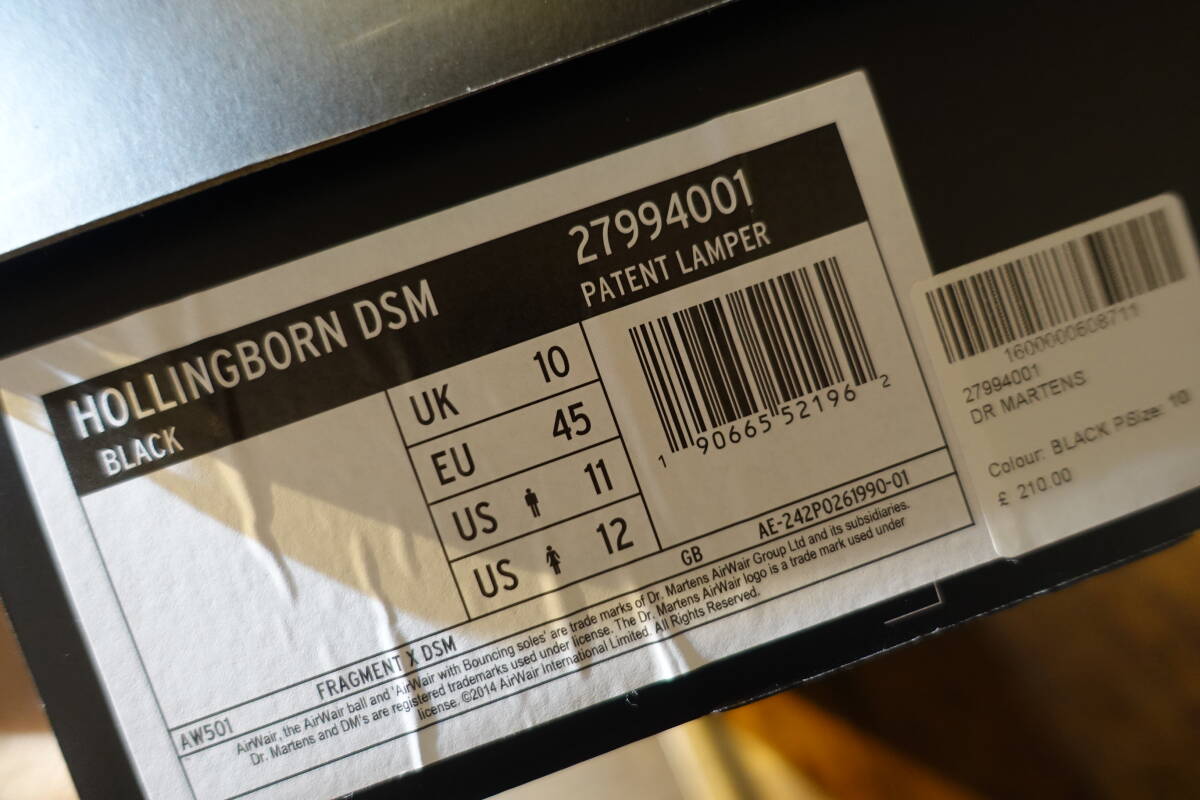 HOLLINGBORN DSM
BLACK
27994001
PATENT LAMPER
UK 10
EU 45
US 11
US 12
1 90665 52196 2
FRAGMENT X DSM
GB AE-242P0261990-01
AW501
AirWair, the AirWair ball and 'AirWair with Bouncing soles' are trade marks of Dr. Martens AirWair Group Ltd and its subsidiaries.
Dr. Martens and DM's are registered trademarks used under license. The Dr. Martens AirWair logo is a trade mark used under
license. ©2014 AirWair International Limited. All Rights Reserved.
1600000608711
27994001
DR MARTENS
Colour: BLACK PSize: 10
£ 210.00